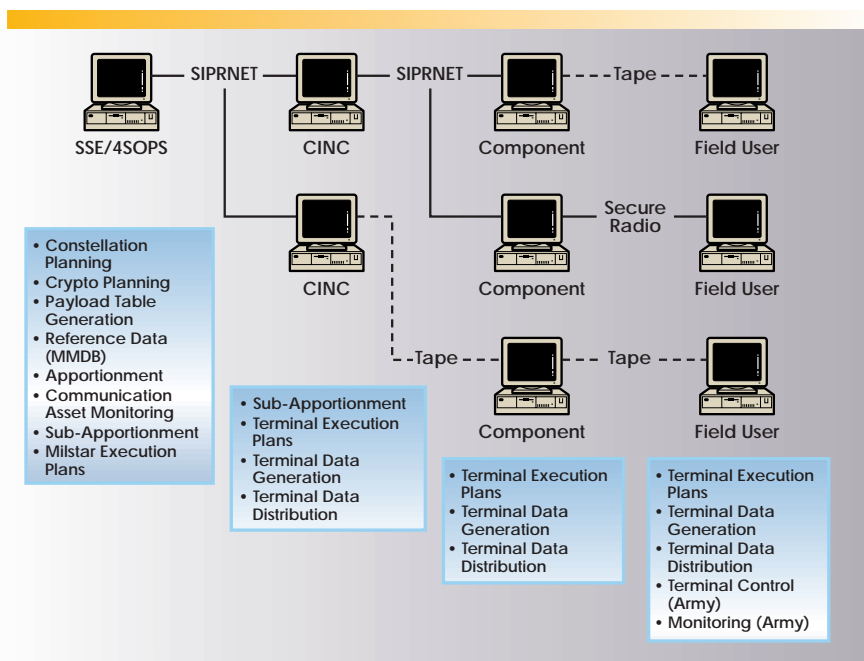 SIPRNET
SIPRNET
Tape
SSE/4SOPS
CINC
Component
Field User
Secure
Radio
CINC
Component
Field User
Tape
Tape
Component
Field User
• Constellation
Planning
• Crypto Planning
• Payload Table
Generation
• Reference Data
(MMDB)
• Apportionment
• Communication
Asset Monitoring
• Sub-Apportionment
• Milstar Execution
Plans
• Sub-Apportionment
• Terminal Execution
Plans
• Terminal Data
Generation
• Terminal Data
Distribution
• Terminal Execution
Plans
• Terminal Data
Generation
• Terminal Data
Distribution
• Terminal Execution
Plans
• Terminal Data
Generation
• Terminal Data
Distribution
• Terminal Control
(Army)
• Monitoring (Army)